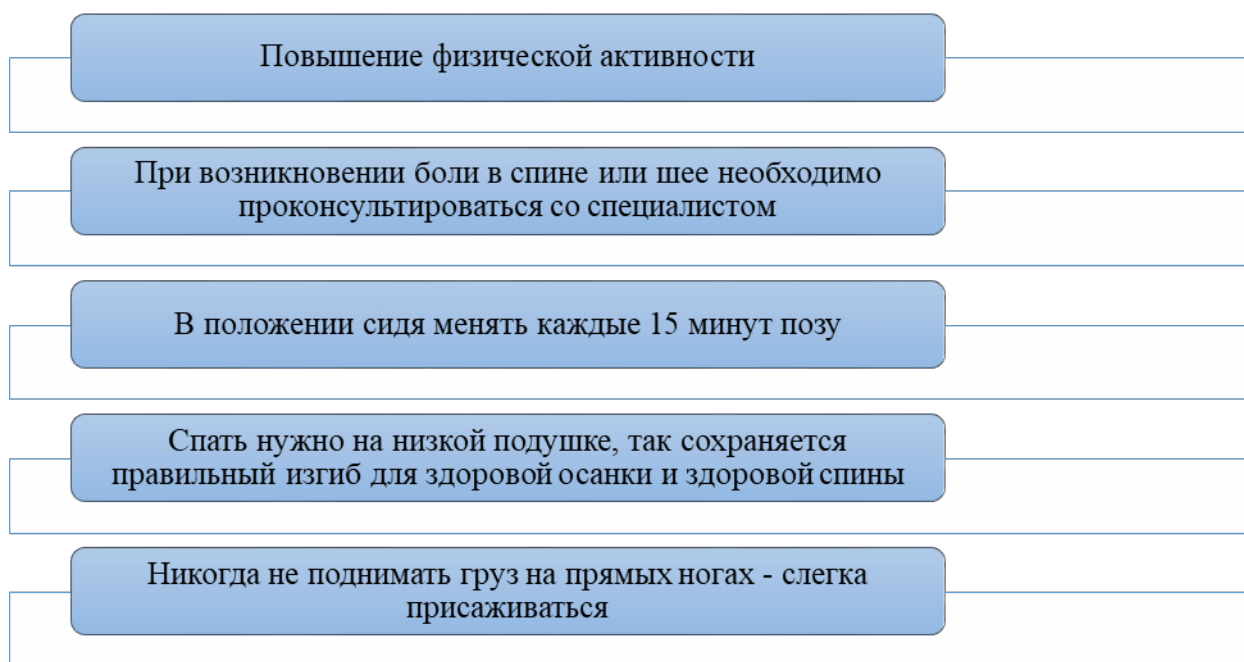 Повышение физической активности
При возникновении боли в спине или шее необходимо
проконсультироваться со специалистом
В положении сидя менять каждые 15 минут позу
Спать нужно на низкой подушке, так сохраняется
правильный изгиб для здоровой осанки и здоровой спины
Никогда не поднимать груз на прямых ногах - слегка
присаживаться